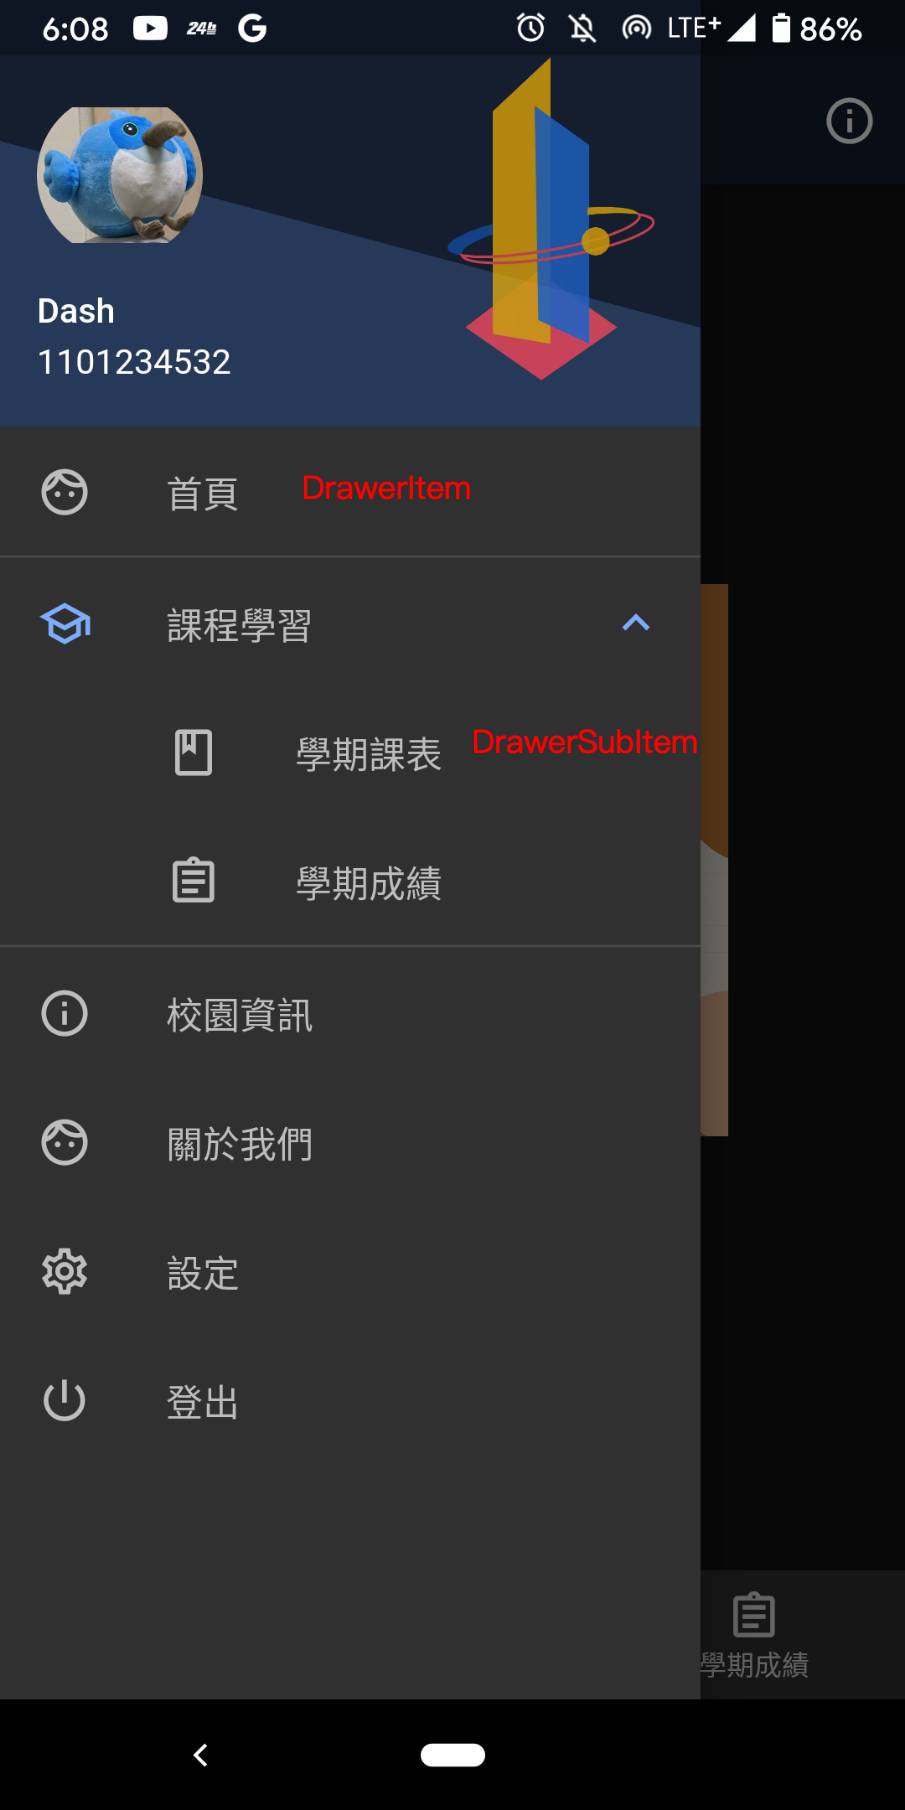 6:08 24h G LTE+ 86%
Dash
1101234532
首頁 DrawerItem
課程學習
學期課表 DrawerSubItem
學期成績
校園資訊
關於我們
設定
登出
學期成績